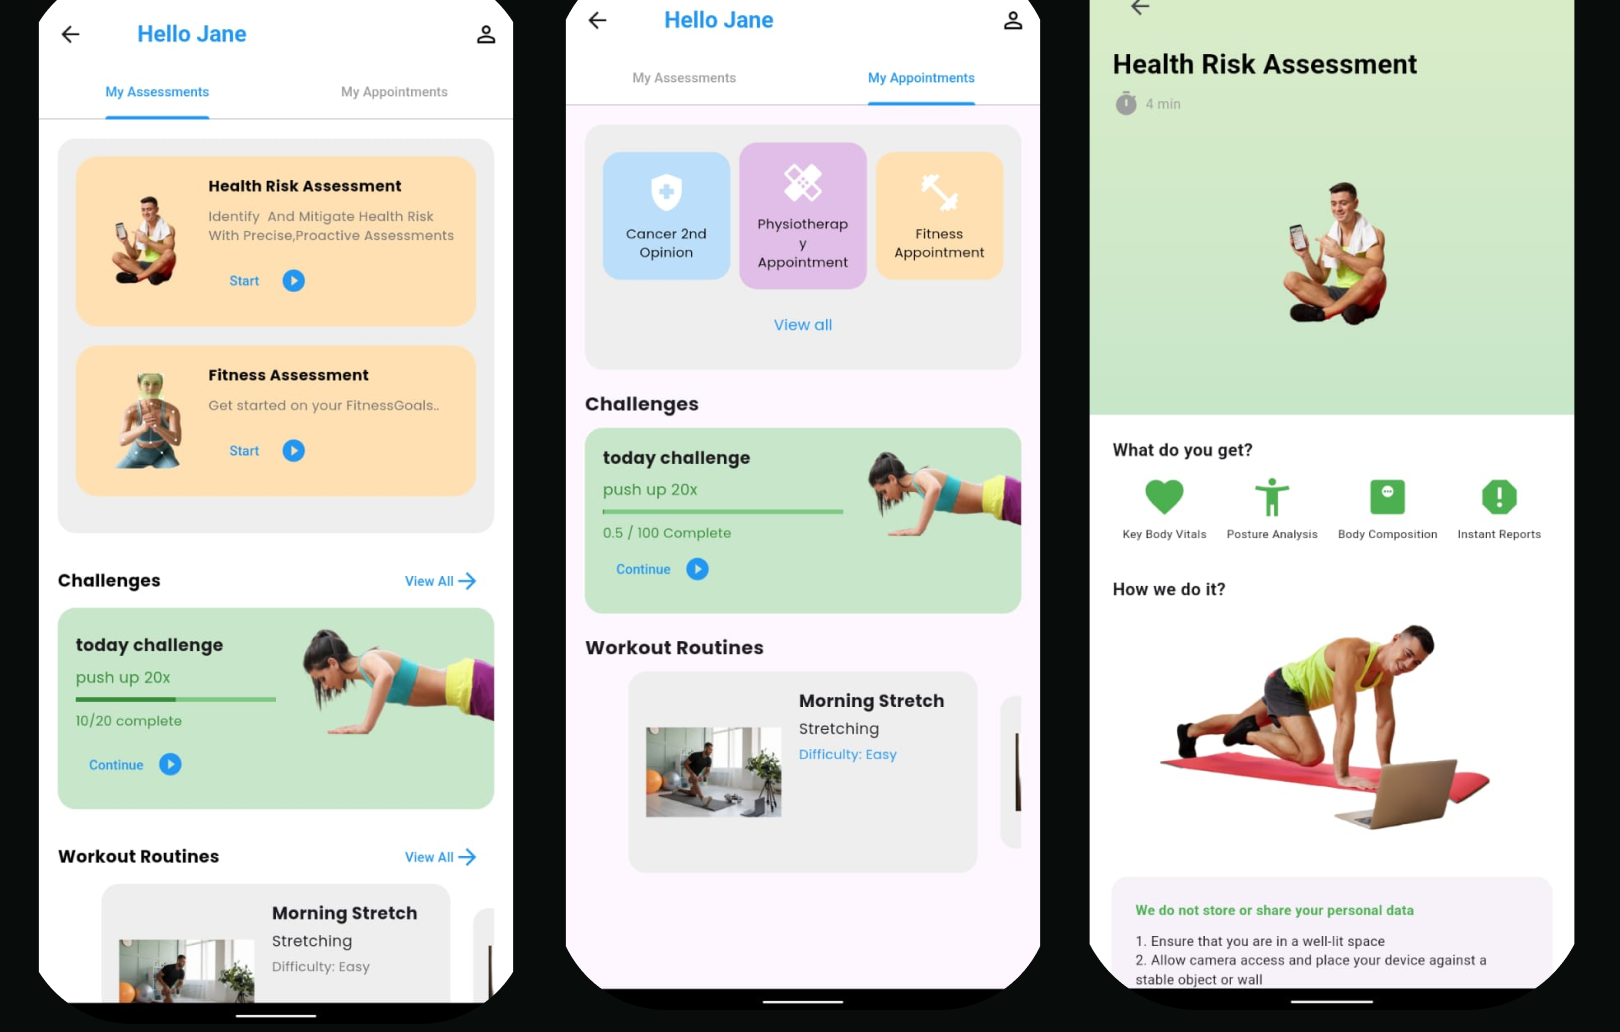 Hello Jane
My Assessments
My Appointments
Health Risk Assessment
Identify And Mitigate Health Risk
With Precise,Proactive Assessments
Start
Fitness Assessment
Get started on your FitnessGoals..
Start
Challenges
View All
today challenge
push up 20x
10/20 complete
Continue
Workout Routines
View All
Morning Stretch
Stretching
Difficulty: Easy
Hello Jane
My Assessments
My Appointments
Cancer 2nd
Opinion
Physiotherap
y
Appointment
Fitness
Appointment
View all
Challenges
today challenge
push up 20x
0.5 / 100 Complete
Continue
Workout Routines
Morning Stretch
Stretching
Difficulty: Easy
Health Risk Assessment
4 min
What do you get?
Key Body Vitals
Posture Analysis
Body Composition
Instant Reports
How we do it?
We do not store or share your personal data
1. Ensure that you are in a well-lit space
2. Allow camera access and place your device against a
stable object or wall